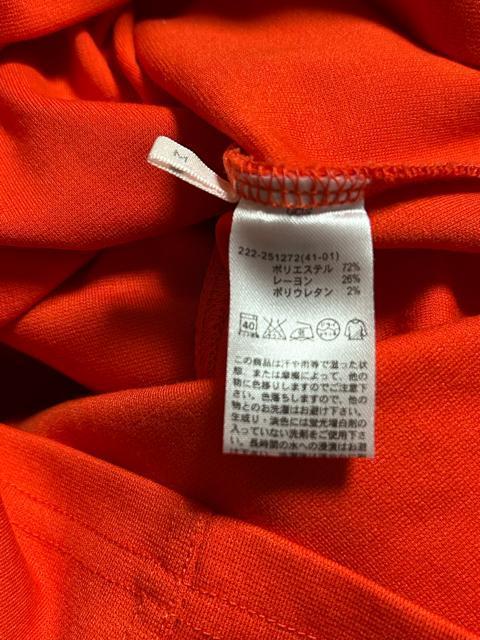 M
222-251272(41-01)
ポリエステル 72%
レーヨン 26%
ポリウレタン 2%
40
この商品は汗や雨等で湿った状
態、または摩擦によって、他の
物に色移りしますのでご注意
下さい。色落ちしますので、他の
物とのお洗濯はお避け下さい。
生成り・淡色には蛍光増白剤の
入っていない洗剤をご使用下
さい。長時間の水への浸漬はお避